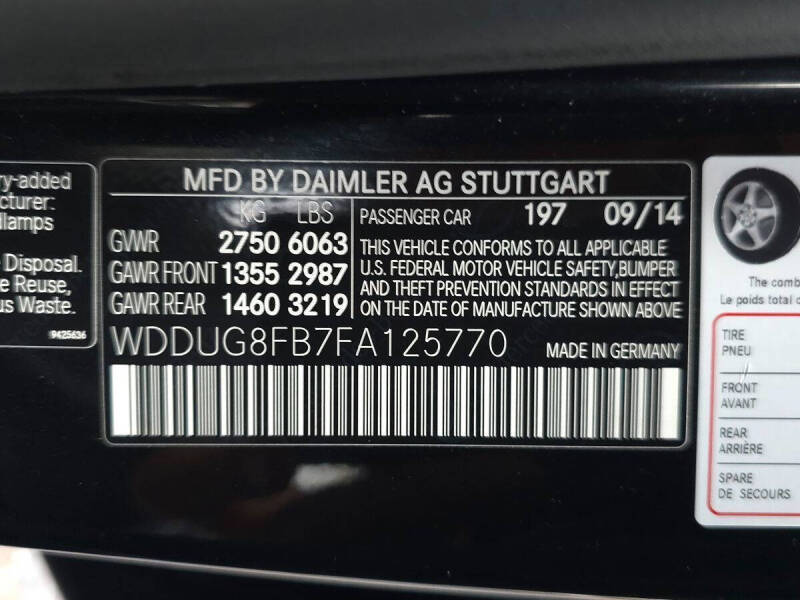 ry-added
cturer:
adlamps
Disposal.
e Reuse,
us Waste.
9425636
MFD BY DAIMLER AG STUTTGART
KG LBS
GVWR 2750 6063
GAWR FRONT 1355 2987
GAWR REAR 1460 3219
PASSENGER CAR 197 09/14
THIS VEHICLE CONFORMS TO ALL APPLICABLE
U.S. FEDERAL MOTOR VEHICLE SAFETY,BUMPER
AND THEFT PREVENTION STANDARDS IN EFFECT
ON THE DATE OF MANUFACTURE SHOWN ABOVE
WDDUG8FB7FA125770 MADE IN GERMANY
The comb
Le poids total c
TIRE
PNEU
FRONT
AVANT
REAR
ARRIÈRE
SPARE
DE SECOURS